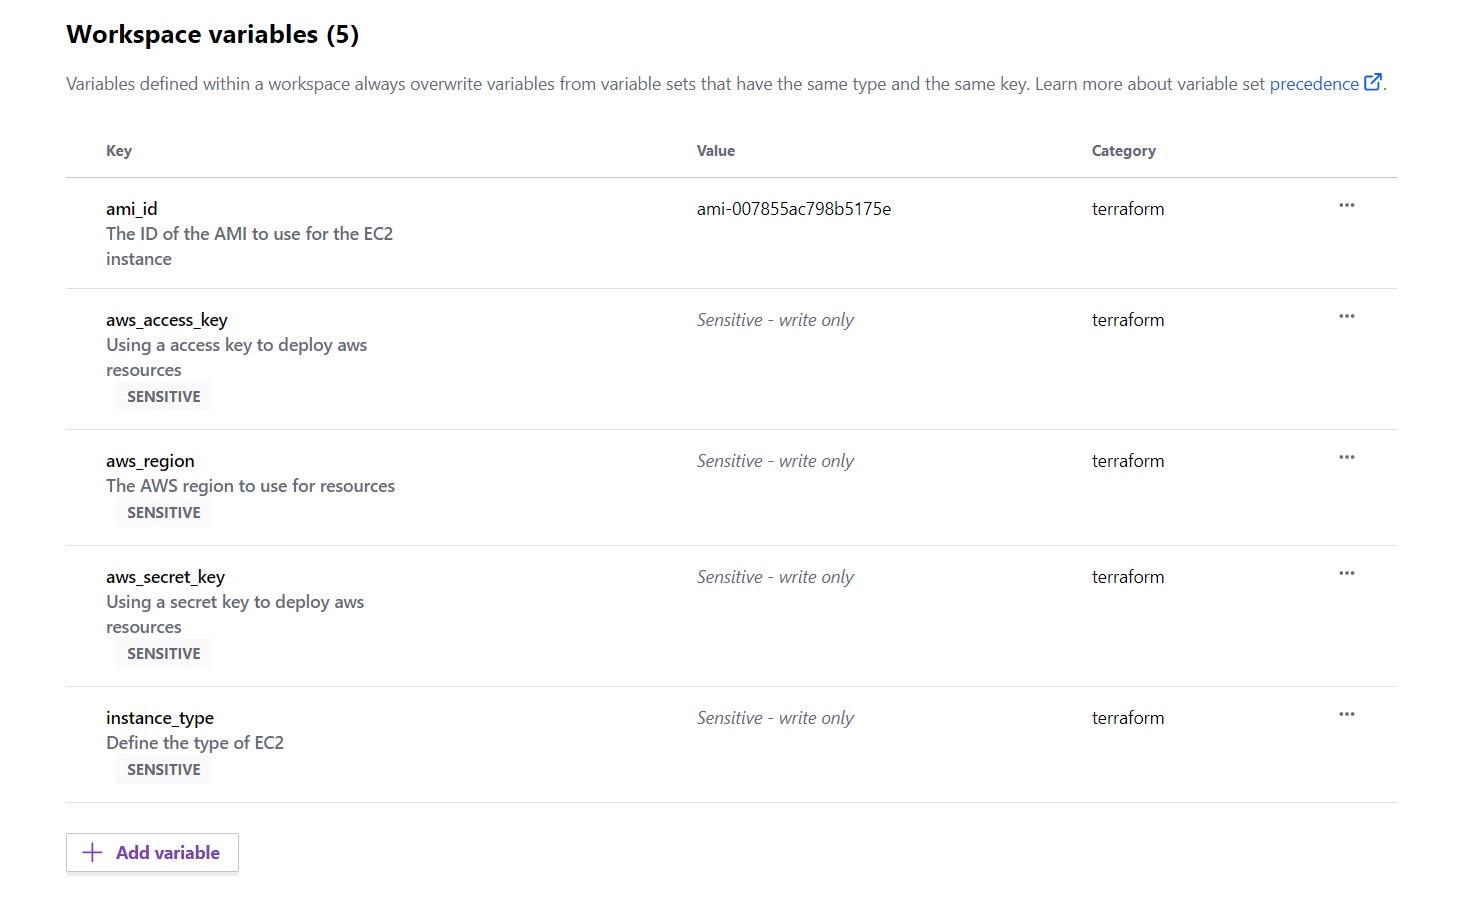 Workspace variables (5)
Variables defined within a workspace always overwrite variables from variable sets that have the same type and the same key. Learn more about variable set precedence.
Key Value Category
ami_id ami-007855ac798b5175e terraform
The ID of the AMI to use for the EC2
instance
aws_access_key Sensitive - write only terraform
Using a access key to deploy aws
resources
SENSITIVE
aws_region Sensitive - write only terraform
The AWS region to use for resources
SENSITIVE
aws_secret_key Sensitive - write only terraform
Using a secret key to deploy aws
resources
SENSITIVE
instance_type Sensitive - write only terraform
Define the type of EC2
SENSITIVE
Add variable